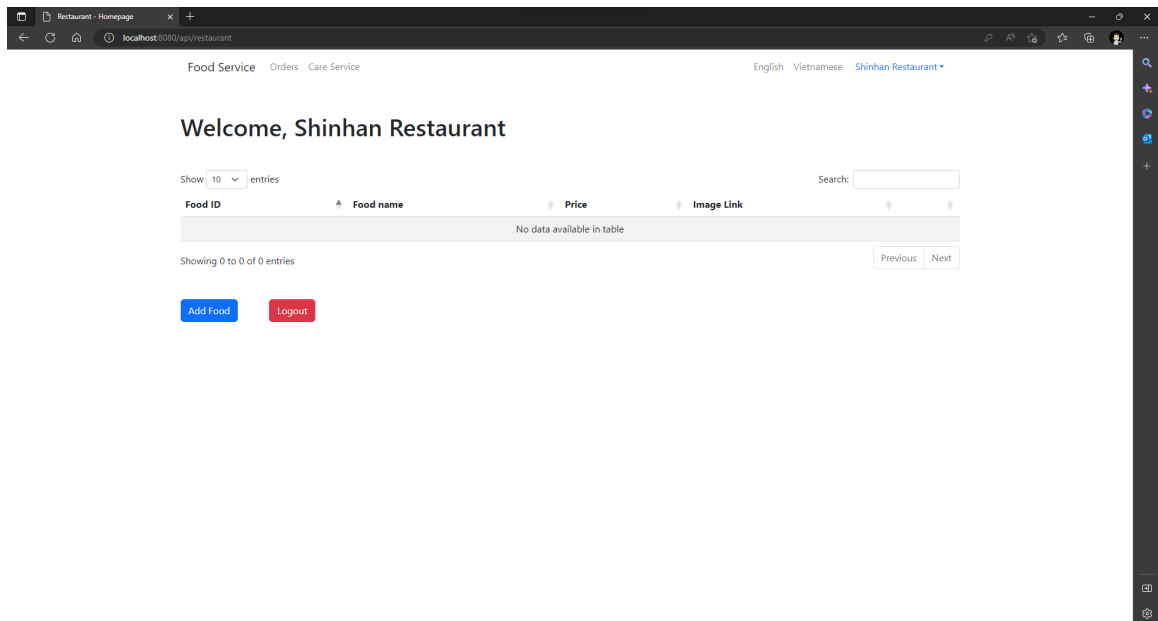 Restaurant - Homepage
localhost:8080/api/restaurant
Food Service Orders Care Service English Vietnamese Shinhan Restaurant
Welcome, Shinhan Restaurant
Show 10 entries Search:
Food ID Food name Price Image Link
No data available in table
Showing 0 to 0 of 0 entries Previous Next
Add Food Logout